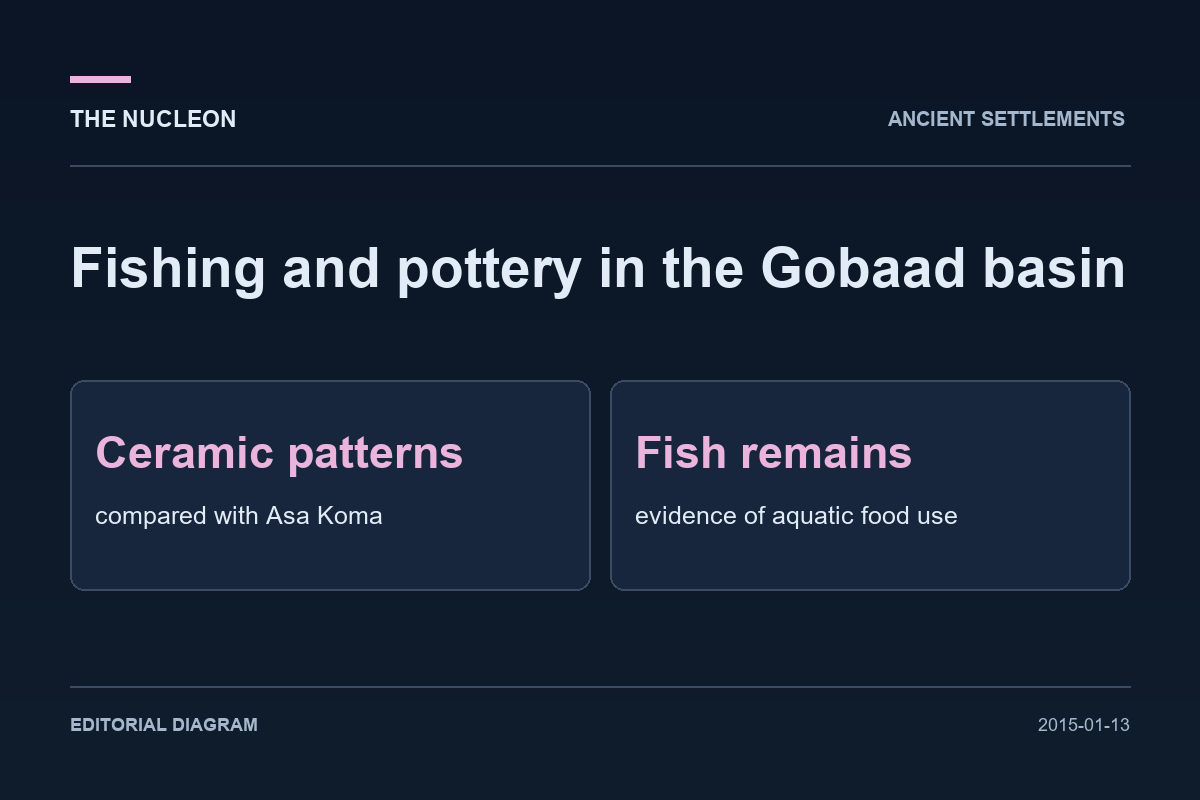 THE NUCLEON
ANCIENT SETTLEMENTS
Fishing and pottery in the Gobaad basin
Ceramic patterns
compared with Asa Koma
Fish remains
evidence of aquatic food use
EDITORIAL DIAGRAM
2015-01-13